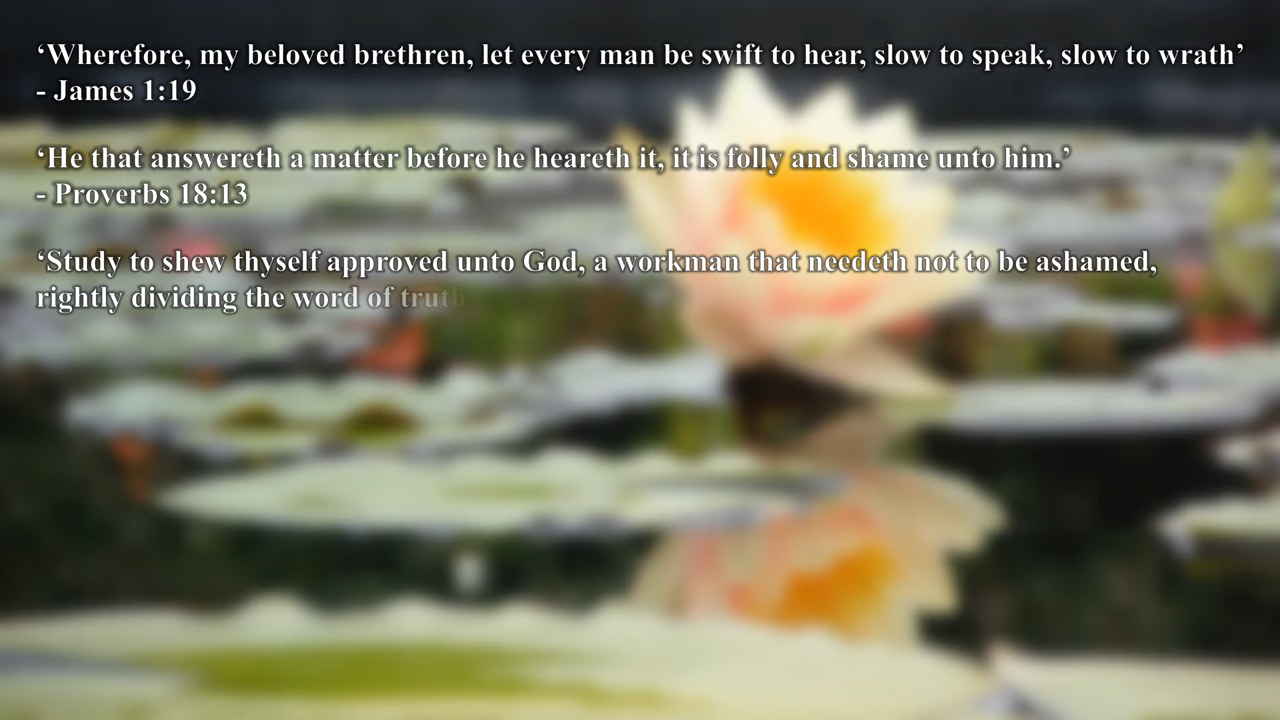 ‘Wherefore, my beloved brethren, let every man be swift to hear, slow to speak, slow to wrath’
- James 1:19
‘He that answereth a matter before he heareth it, it is folly and shame unto him.’
- Proverbs 18:13
‘Study to shew thyself approved unto God, a workman that needeth not to be ashamed,
rightly dividing the word of truth